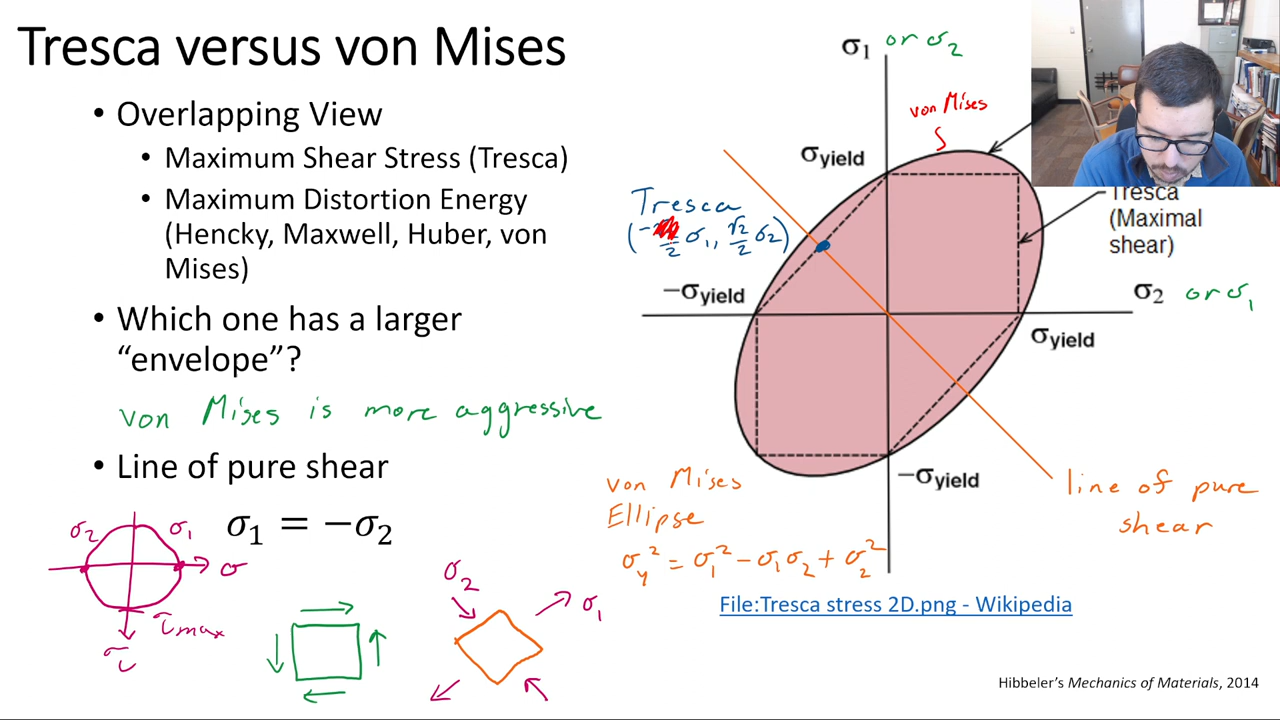 Tresca versus von Mises
• Overlapping View
• Maximum Shear Stress (Tresca)
• Maximum Distortion Energy
(Hencky, Maxwell, Huber, von
Mises)
• Which one has a larger
“envelope”?
von Mises is more aggressive
• Line of pure shear
σ₁ = −σ₂
σ₂ σ₁
σ
τmax
τ
σ₂
σ₁
σ₁ or σ₂
von Mises
σyield
Tresca
σ₁, √2/2 σ₂)
Tresca
(Maximal
shear)
−σyield
σ₂ or σ₁
σyield
−σyield
line of pure
shear
von Mises
Ellipse
σy² = σ₁² − σ₁σ₂ + σ₂²
File:Tresca stress 2D.png - Wikipedia
Hibbeler’s Mechanics of Materials, 2014